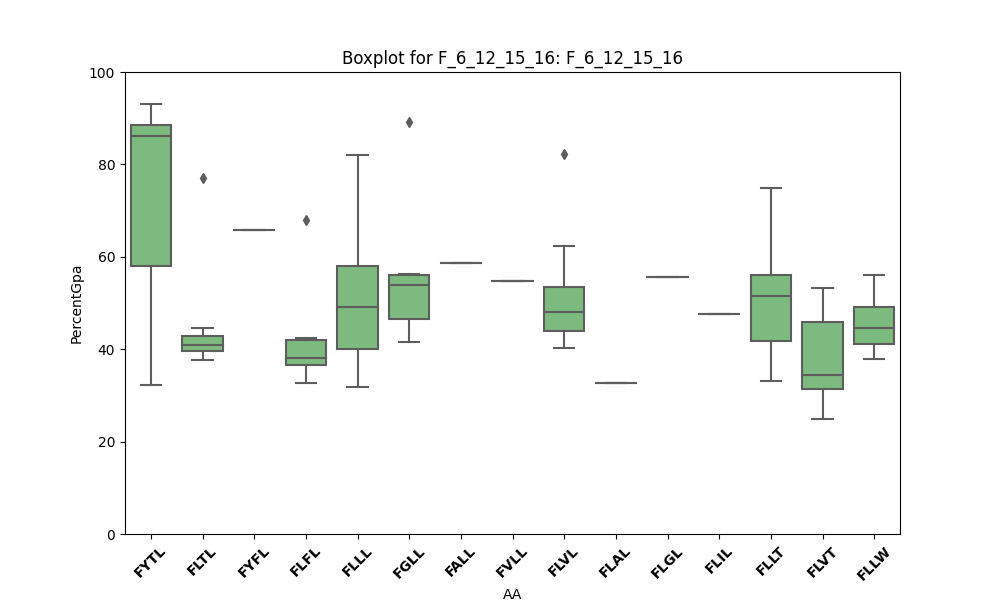 Boxplot for F_6_12_15_16: F_6_12_15_16
100
80
60
40
20
0
PercentGpa
FYTL
FLTL
FYFL
FLFL
FLLL
FGLL
FALL
FVLL
FLVL
FLAL
FLGL
FLIL
FLLT
FLVT
FLLW
AA